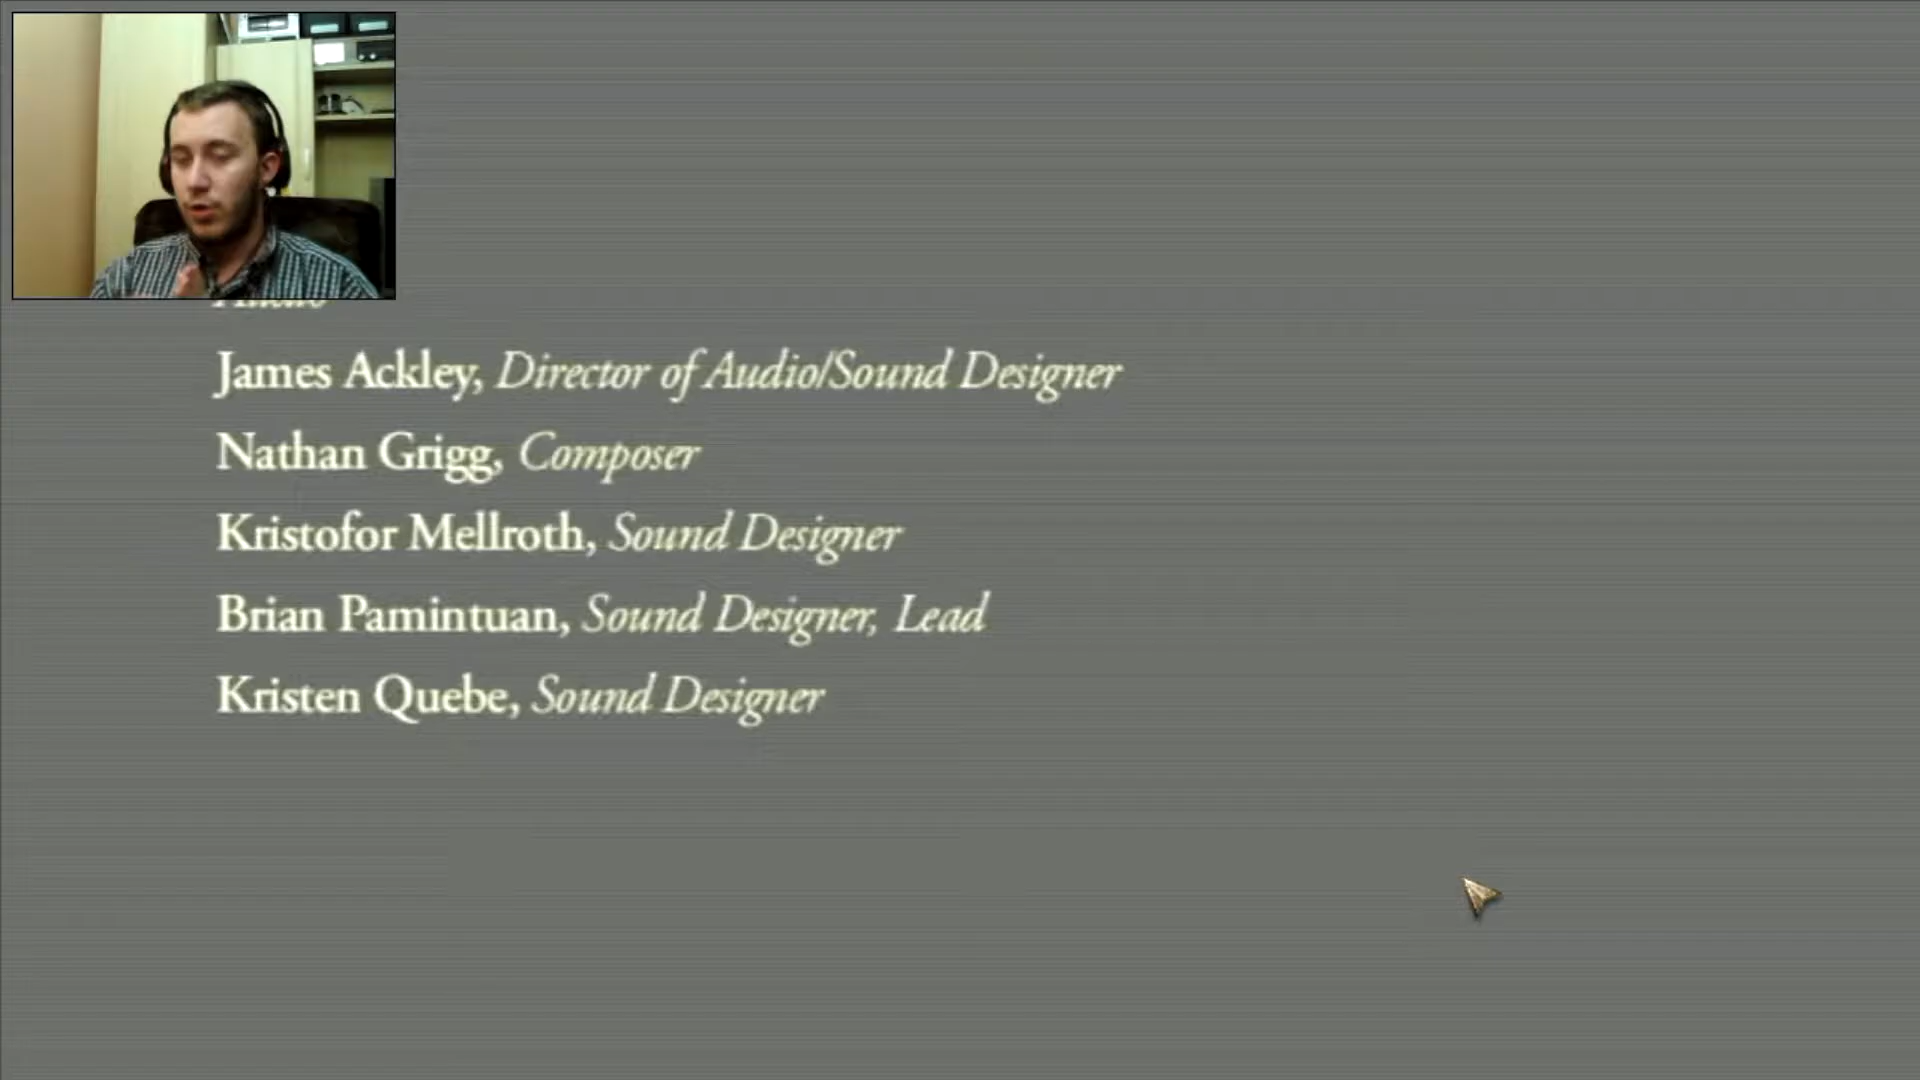 James Ackley, Director of Audio/Sound Designer
Nathan Grigg, Composer
Kristofor Mellroth, Sound Designer
Brian Pamintuan, Sound Designer, Lead
Kristen Quebe, Sound Designer